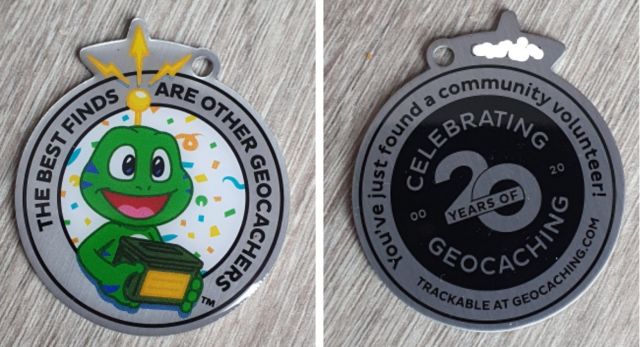 THE BEST FINDS ARE OTHER GEOCACHERS
TM
You've just found a community volunteer!
CELEBRATING
20
YEARS OF
00
20
GEOCACHING
TRACKABLE AT GEOCACHING.COM